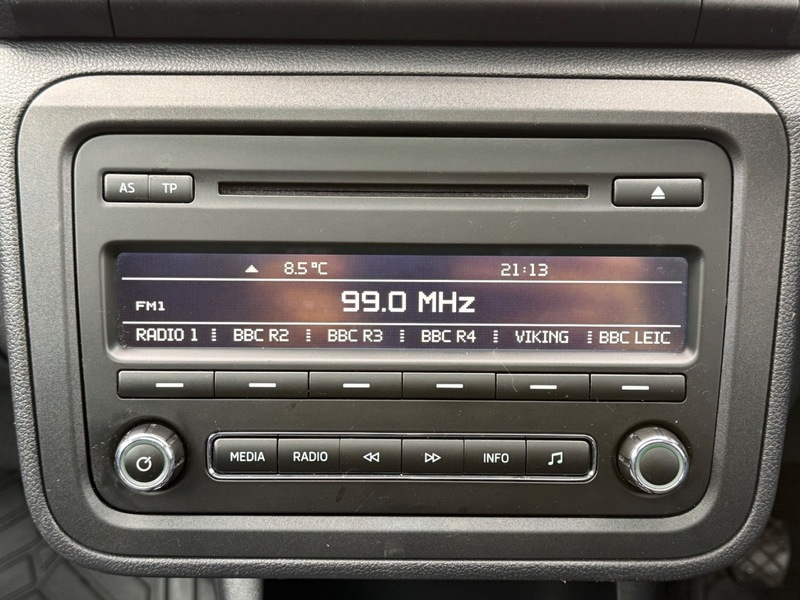 AS TP
8.5°C 21:13
FM1 99.0 MHz
RADIO 1 BBC R2 BBC R3 BBC R4 VIKING BBC LEIC
MEDIA RADIO INFO